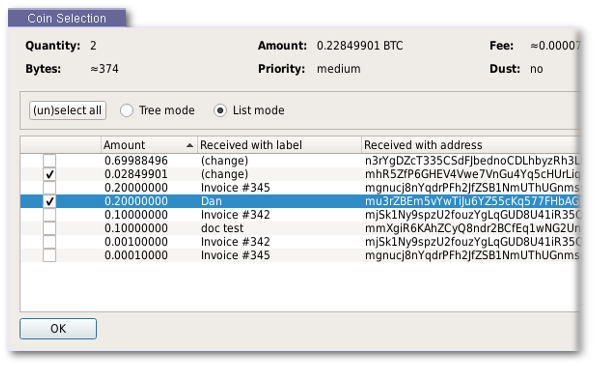 Coin Selection
Quantity: 2 Amount: 0.22849901 BTC Fee: ≈0.00007
Bytes: ≈374 Priority: medium Dust: no
(un)select all Tree mode List mode
Amount Received with label Received with address
0.69988496 (change) n3rYgDZcT335CSdFJbednoCDLhbyzRh3L
0.02849901 (change) mhR5ZfP6GHEV4Vwe7VnGu4Yq5cHUrLiq
0.20000000 Invoice #345 mgnucj8nYqdrPFh2JfZSB1NmUThUGnms
0.20000000 Dan mu3rZBEm5vYwTiJu6YZ55cKq577FHbAG
0.10000000 Invoice #342 mjSk1Ny9spzU2fouzYgLqGUD8U41iR35C
0.10000000 doc test mmXgiR6KAhZCyQ8ndr2BCfEq1wNG2Un
0.00100000 Invoice #342 mjSk1Ny9spzU2fouzYgLqGUD8U41iR35C
0.00010000 Invoice #345 mgnucj8nYqdrPFh2JfZSB1NmUThUGnms
OK